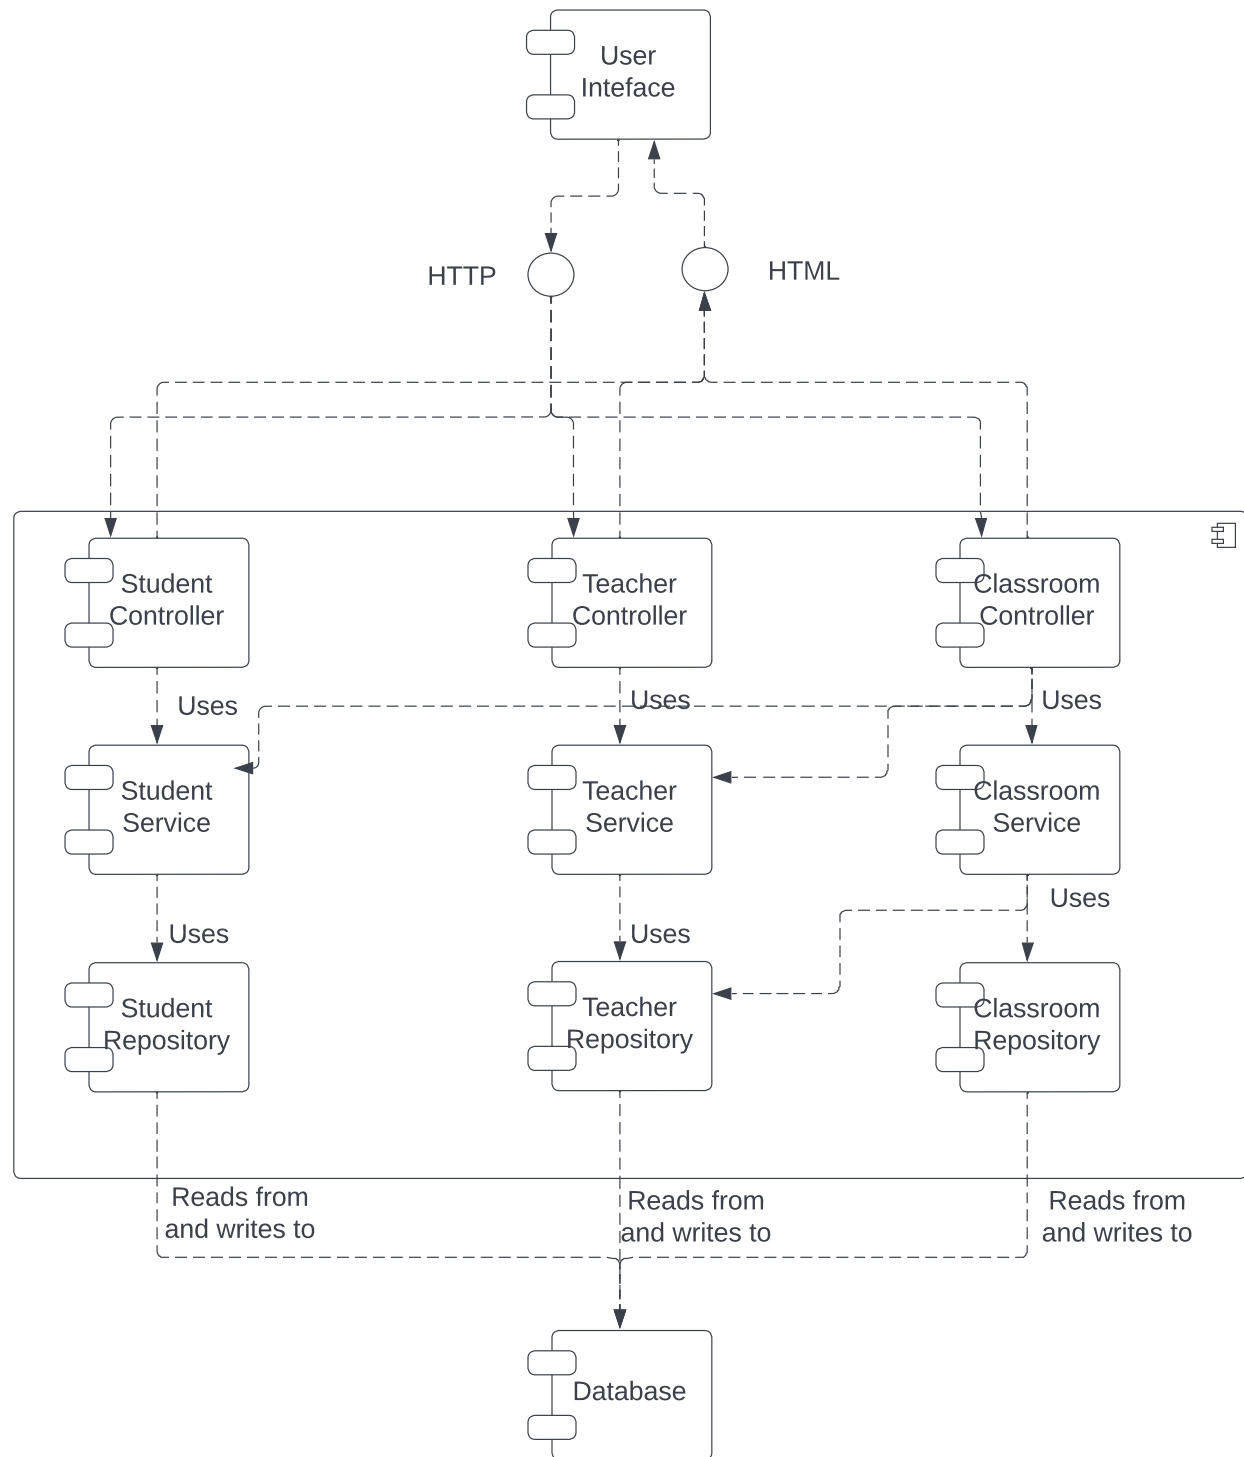 User
Inteface
HTTP
HTML
Student
Controller
Teacher
Controller
Classroom
Controller
Uses
Uses
Uses
Student
Service
Teacher
Service
Classroom
Service
Uses
Uses
Uses
Student
Repository
Teacher
Repository
Classroom
Repository
Reads from
and writes to
Reads from
and writes to
Reads from
and writes to
Database